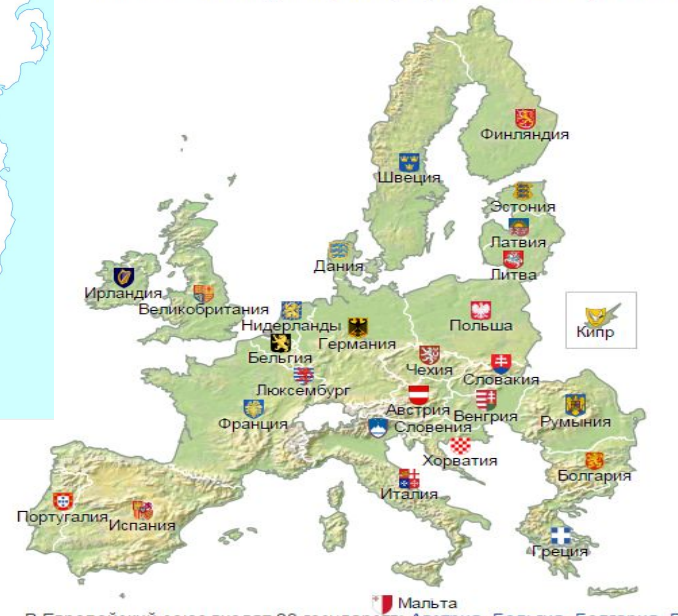 Финляндия
Швеция
Эстония
Латвия
Литва
Дания
Ирландия
Великобритания
Нидерланды
Польша
Кипр
Германия
Бельгия
Чехия
Словакия
Люксембург
Австрия
Венгрия
Франция
Словения
Румыния
Хорватия
Болгария
Италия
Португалия
Испания
Греция
Мальта